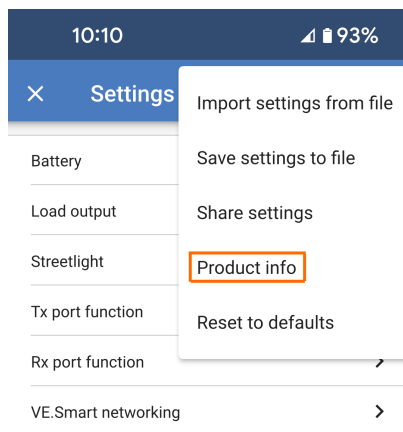 10:10 93%
Settings
Import settings from file
Save settings to file
Share settings
Product info
Reset to defaults
Battery
Load output
Streetlight
Tx port function
Rx port function
VE.Smart networking